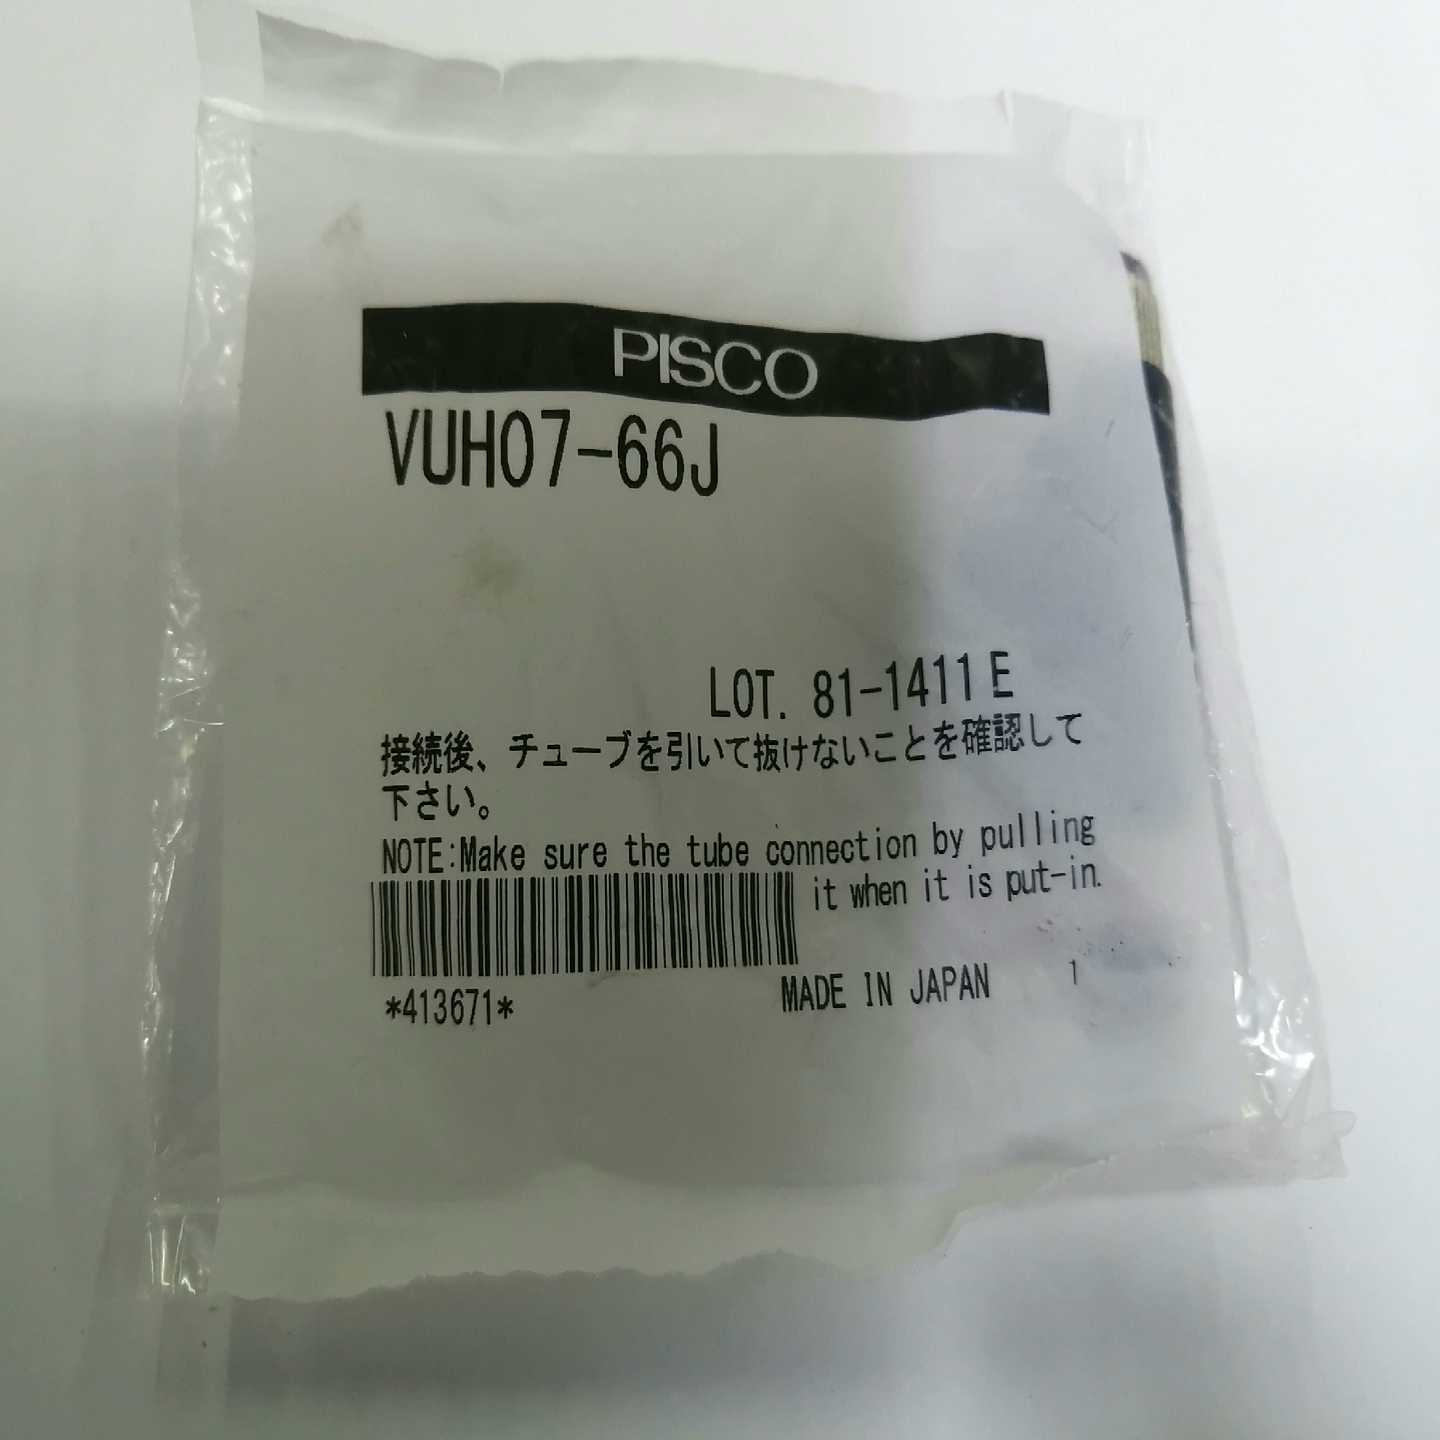 PISCO
VUH07-66J
LOT. 81-1411 E
接続後、チューブを引いて抜けないことを確認して
下さい。
NOTE:Make sure the tube connection by pulling
it when it is put-in.
*413671*
MADE IN JAPAN 1